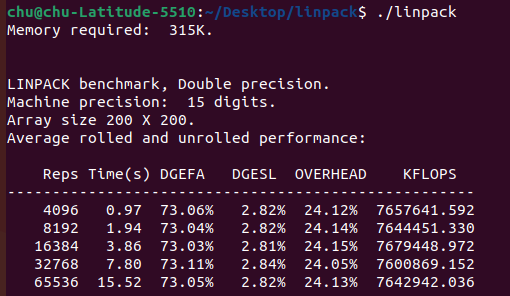 chu@chu-Latitude-5510:~/Desktop/linpack$ ./linpack
Memory required:  315K.
LINPACK benchmark, Double precision.
Machine precision:  15 digits.
Array size 200 X 200.
Average rolled and unrolled performance:
    Reps Time(s) DGEFA   DGESL  OVERHEAD    KFLOPS
----------------------------------------------------
    4096   0.97  73.06%   2.82%  24.12%  7657641.592
    8192   1.94  73.04%   2.82%  24.14%  7644451.330
   16384   3.86  73.03%   2.81%  24.15%  7679448.972
   32768   7.80  73.11%   2.84%  24.05%  7600869.152
   65536  15.52  73.05%   2.82%  24.13%  7642942.036